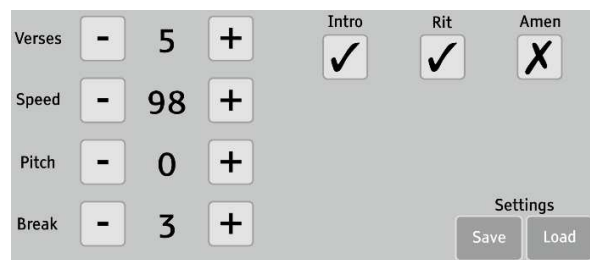 Verses - 5 +
Intro Rit Amen
✓ ✓ ✗
Speed - 98 +
Pitch - 0 +
Break - 3 +
Settings
Save Load